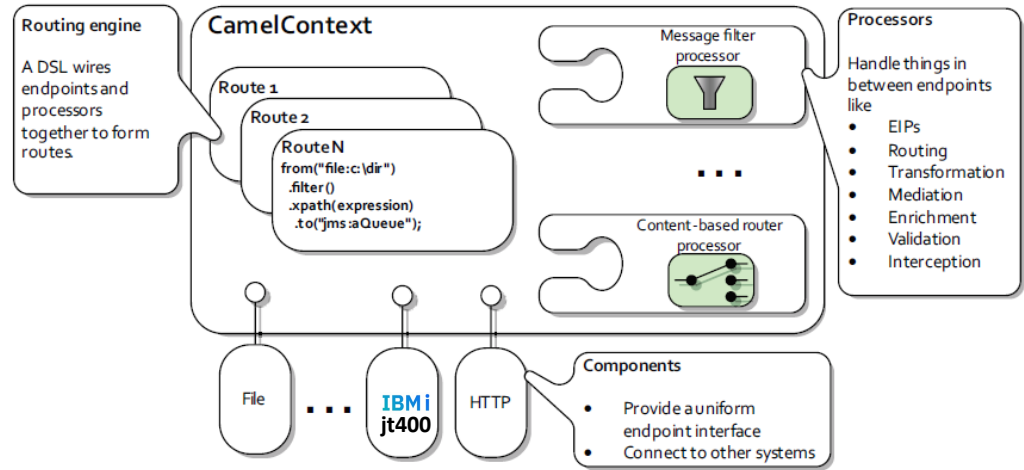 Routing engine
A DSL wires
endpoints and
processors
together to form
routes.
CamelContext
Route 1
Route 2
Route N
from("file:c:\dir")
.filter()
.xpath(expression)
.to("jms:aQueue");
Message filter
processor
...
Content-based router
processor
Processors
Handle things in
between endpoints
like
• EIPs
• Routing
• Transformation
• Mediation
• Enrichment
• Validation
• Interception
File
...
IBM i
jt400
HTTP
Components
• Provide a uniform
endpoint interface
• Connect to other systems